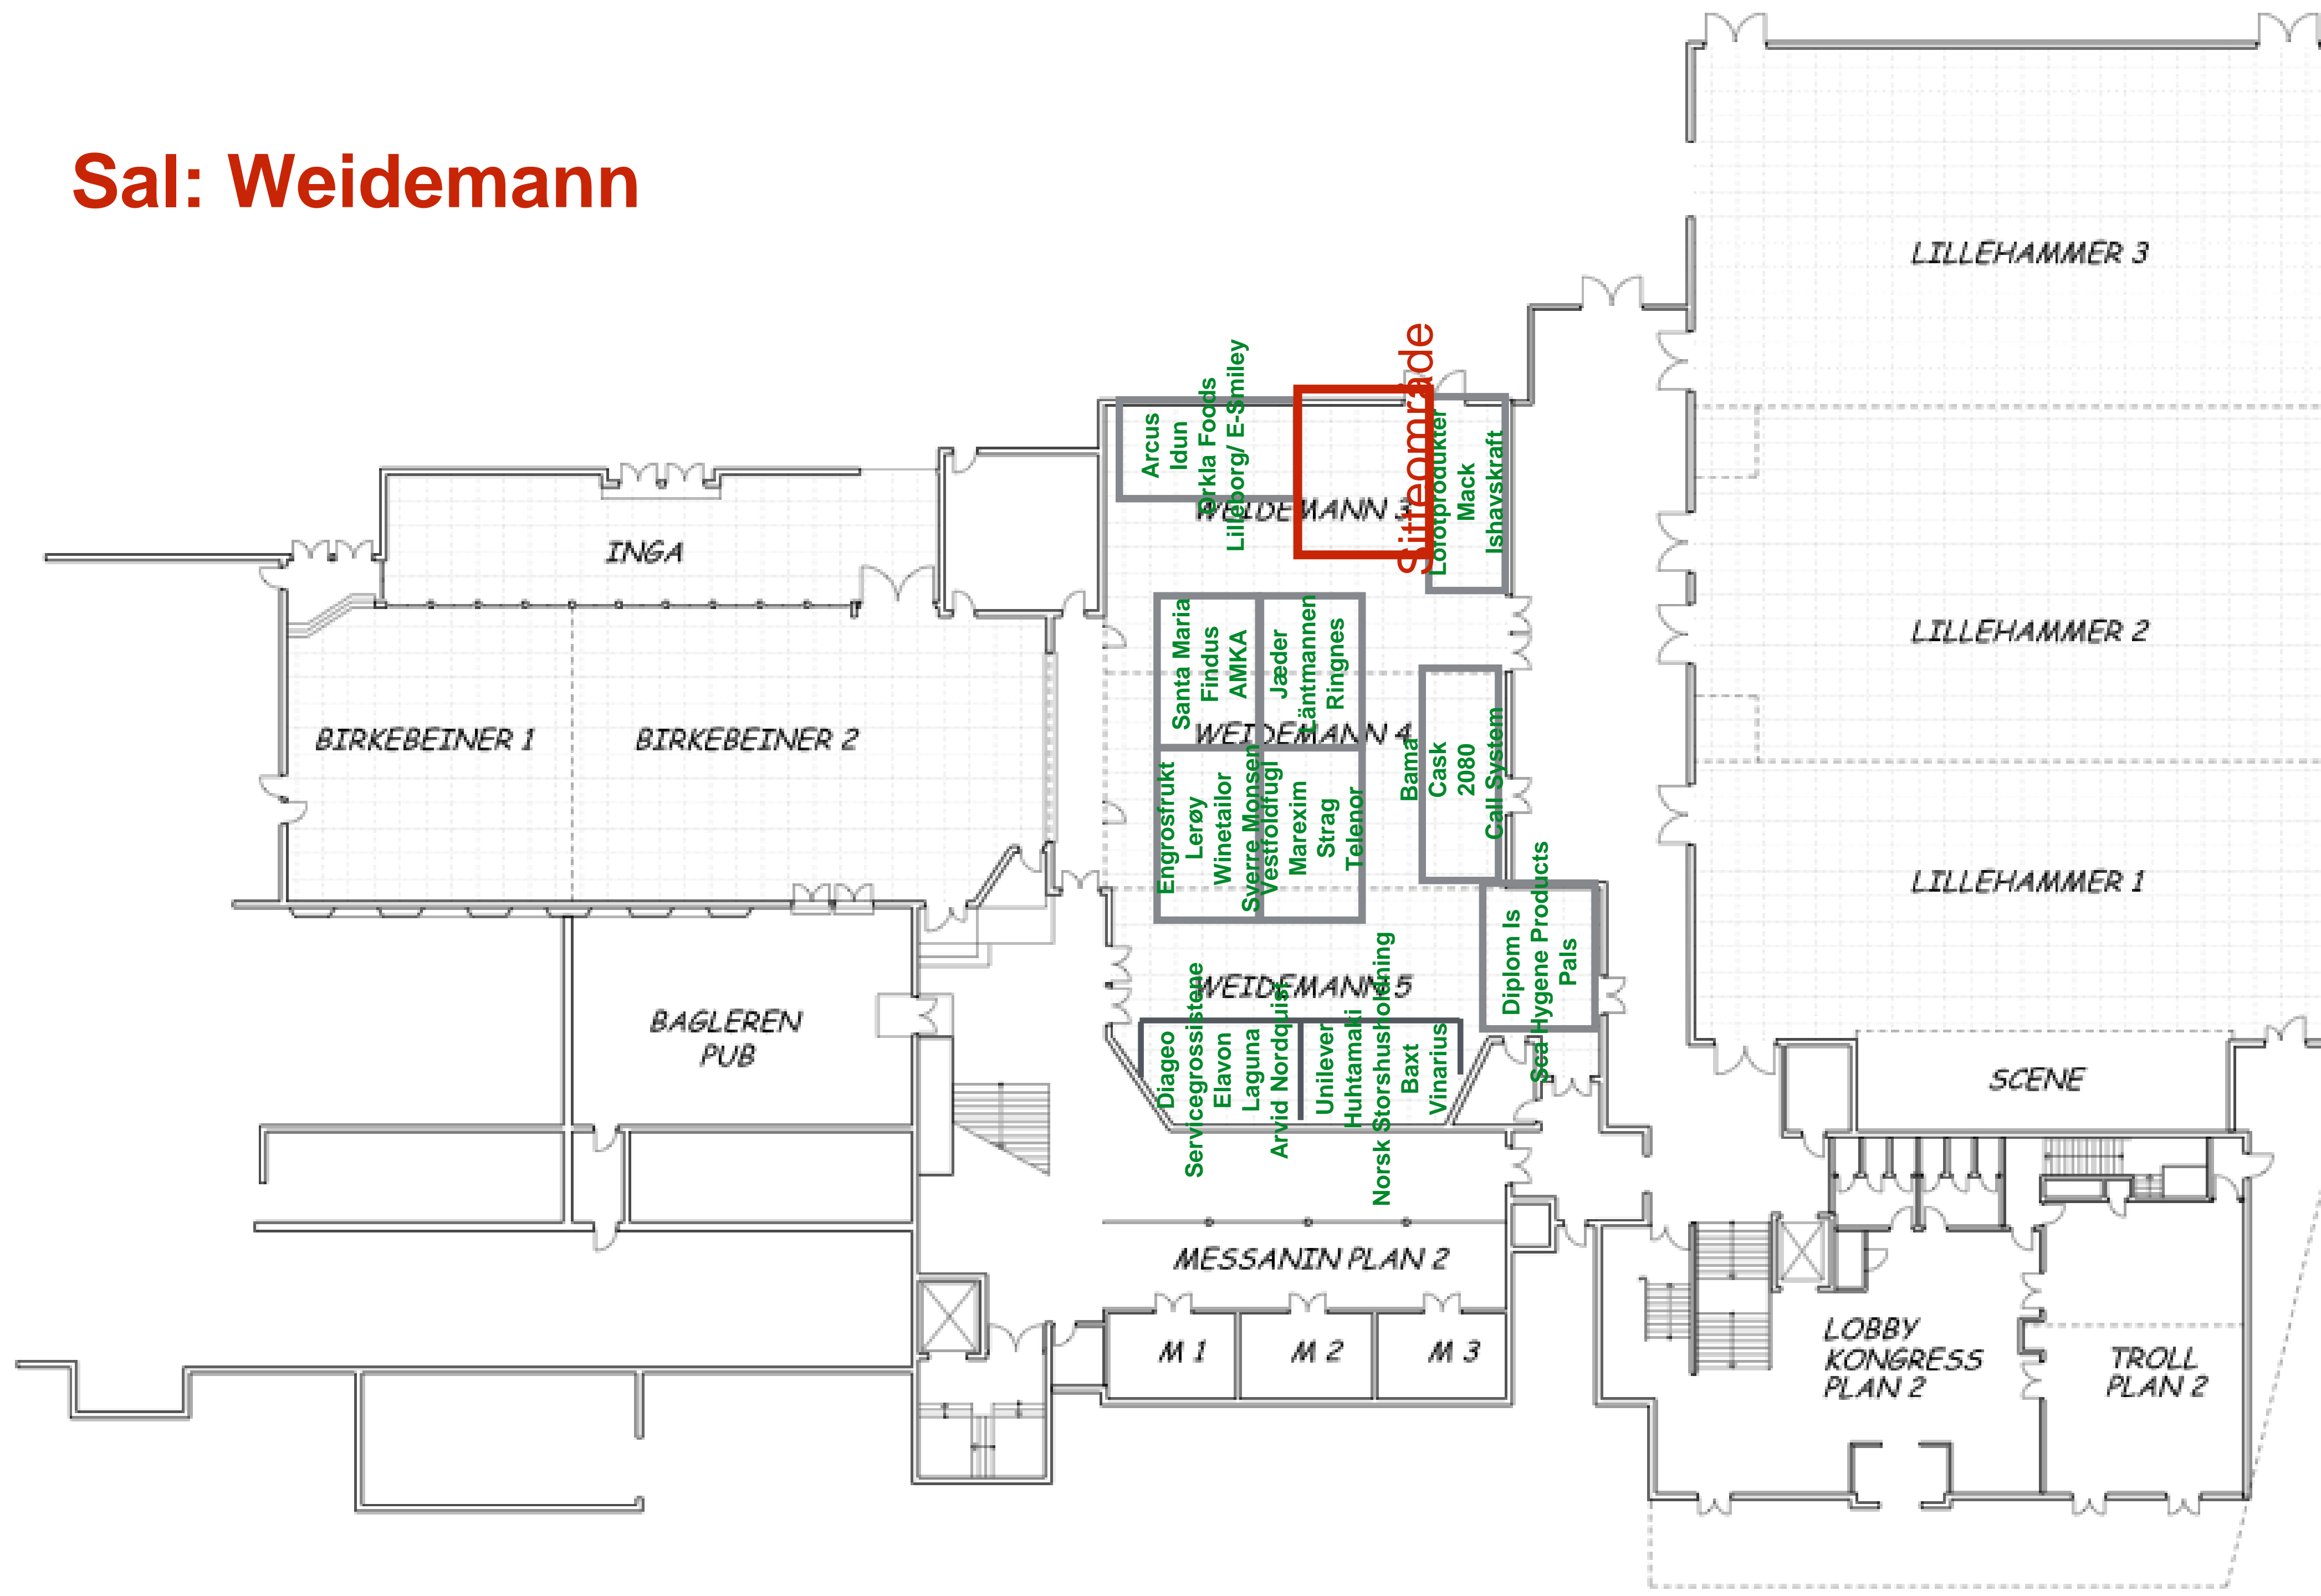 Sal: Weidemann
LILLEHAMMER 3
Sitteområde
Arcus
Idun
Orkla Foods
Lilleborg/ E-Smiley
Lofotprodukter
Mack
Ishavskraft
WEIDEMANN 3
INGA
LILLEHAMMER 2
Santa Maria
Findus
AMKA
Jæder
Läntmannen
Ringnes
BIRKEBEINER 1
BIRKEBEINER 2
WEIDEMANN 4
Bama
Cask
2080
Call System
Engrosfrukt
Lerøy
Winetailor
Sverre Monsen
Vestfoldfugl
Marexim
Strag
Telenor
LILLEHAMMER 1
Diplom Is
Sca Hygene Products
Pals
WEIDEMANN 5
BAGLEREN
PUB
Diageo
Servicegrossistene
Elavon
Laguna
Arvid Nordquist
Unilever
Huhtamaki
Norsk Storshusholdning
Baxt
Vinarius
SCENE
MESSANIN PLAN 2
M 1
M 2
M 3
LOBBY
KONGRESS
PLAN 2
TROLL
PLAN 2